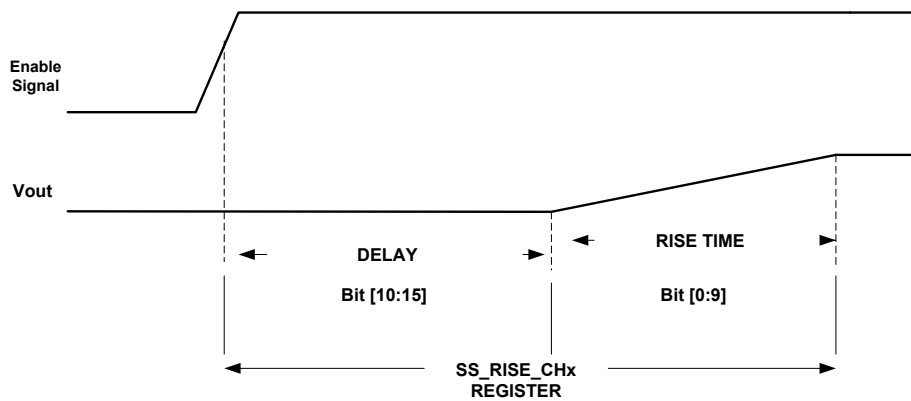 Enable
Signal
Vout
DELAY
RISE TIME
Bit [10:15]
Bit [0:9]
SS_RISE_CHx
REGISTER